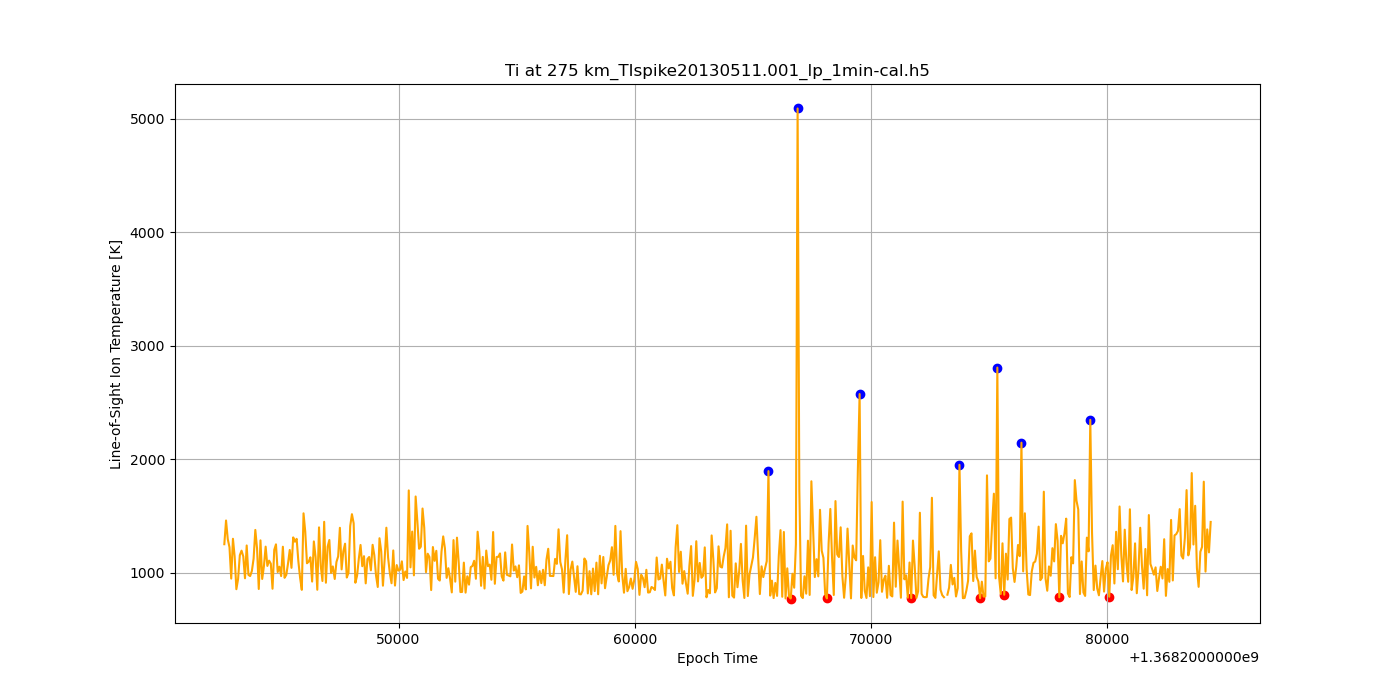 Ti at 275 km_TIspike20130511.001_lp_1min-cal.h5
Line-of-Sight Ion Temperature [K]
5000
4000
3000
2000
1000
50000 60000 70000 80000
Epoch Time
+1.3682000000e9